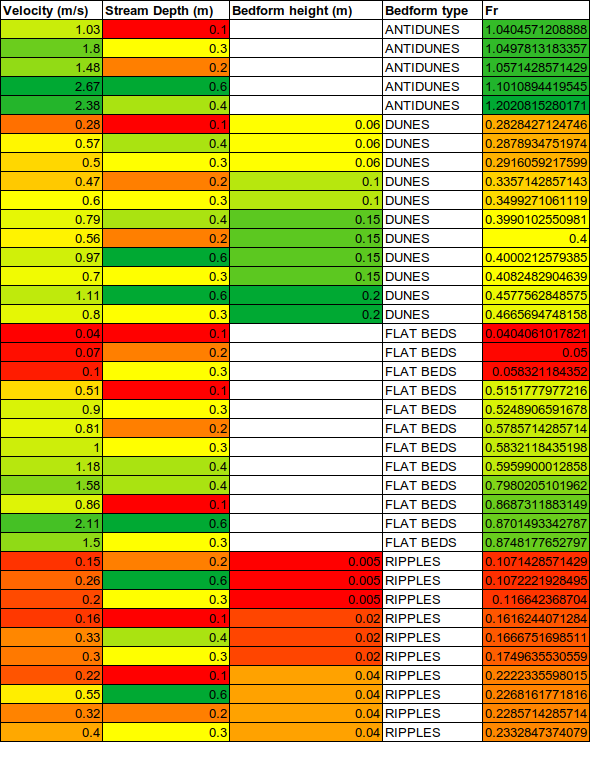 Velocity (m/s) Stream Depth (m) Bedform height (m) Bedform type Fr
1.03 0.1 ANTIDUNES 1.0404571208888
1.8 0.3 ANTIDUNES 1.0497813183357
1.48 0.2 ANTIDUNES 1.0571428571429
2.67 0.6 ANTIDUNES 1.1010894419545
2.38 0.4 ANTIDUNES 1.2020815280171
0.28 0.1 0.06 DUNES 0.2828427124746
0.57 0.4 0.06 DUNES 0.2878934751974
0.5 0.3 0.06 DUNES 0.2916059217599
0.47 0.2 0.1 DUNES 0.3357142857143
0.6 0.3 0.1 DUNES 0.3499271061119
0.79 0.4 0.15 DUNES 0.3990102550981
0.56 0.2 0.15 DUNES 0.4
0.97 0.6 0.15 DUNES 0.4000212579385
0.7 0.3 0.15 DUNES 0.4082482904639
1.11 0.6 0.2 DUNES 0.4577562848575
0.8 0.3 0.2 DUNES 0.4665694748158
0.04 0.1 FLAT BEDS 0.0404061017821
0.07 0.2 FLAT BEDS 0.05
0.1 0.3 FLAT BEDS 0.058321184352
0.51 0.1 FLAT BEDS 0.5151777977216
0.9 0.3 FLAT BEDS 0.5248906591678
0.81 0.2 FLAT BEDS 0.5785714285714
1 0.3 FLAT BEDS 0.5832118435198
1.18 0.4 FLAT BEDS 0.5959900012858
1.58 0.4 FLAT BEDS 0.7980205101962
0.86 0.1 FLAT BEDS 0.8687311883149
2.11 0.6 FLAT BEDS 0.8701493342787
1.5 0.3 FLAT BEDS 0.8748177652797
0.15 0.2 0.005 RIPPLES 0.1071428571429
0.26 0.6 0.005 RIPPLES 0.1072221928495
0.2 0.3 0.005 RIPPLES 0.116642368704
0.16 0.1 0.02 RIPPLES 0.1616244071284
0.33 0.4 0.02 RIPPLES 0.1666751698511
0.3 0.3 0.02 RIPPLES 0.1749635530559
0.22 0.1 0.04 RIPPLES 0.2222335598015
0.55 0.6 0.04 RIPPLES 0.2268161771816
0.32 0.2 0.04 RIPPLES 0.2285714285714
0.4 0.3 0.04 RIPPLES 0.2332847374079